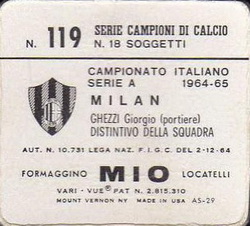 N. 119 SERIE CAMPIONI DI CALCIO
N. 18 SOGGETTI
CAMPIONATO ITALIANO
SERIE A 1964-65
MILAN
GHEZZI Giorgio (portiere)
DISTINTIVO DELLA SQUADRA
AUT. N. 10.731 LEGA NAZ. F.I.G.C. DEL 2-12-64
FORMAGGINO MIO LOCATELLI
VARI-VUE ® PAT N. 2.815.310
MOUNT VERNON NY MADE IN USA AS-29